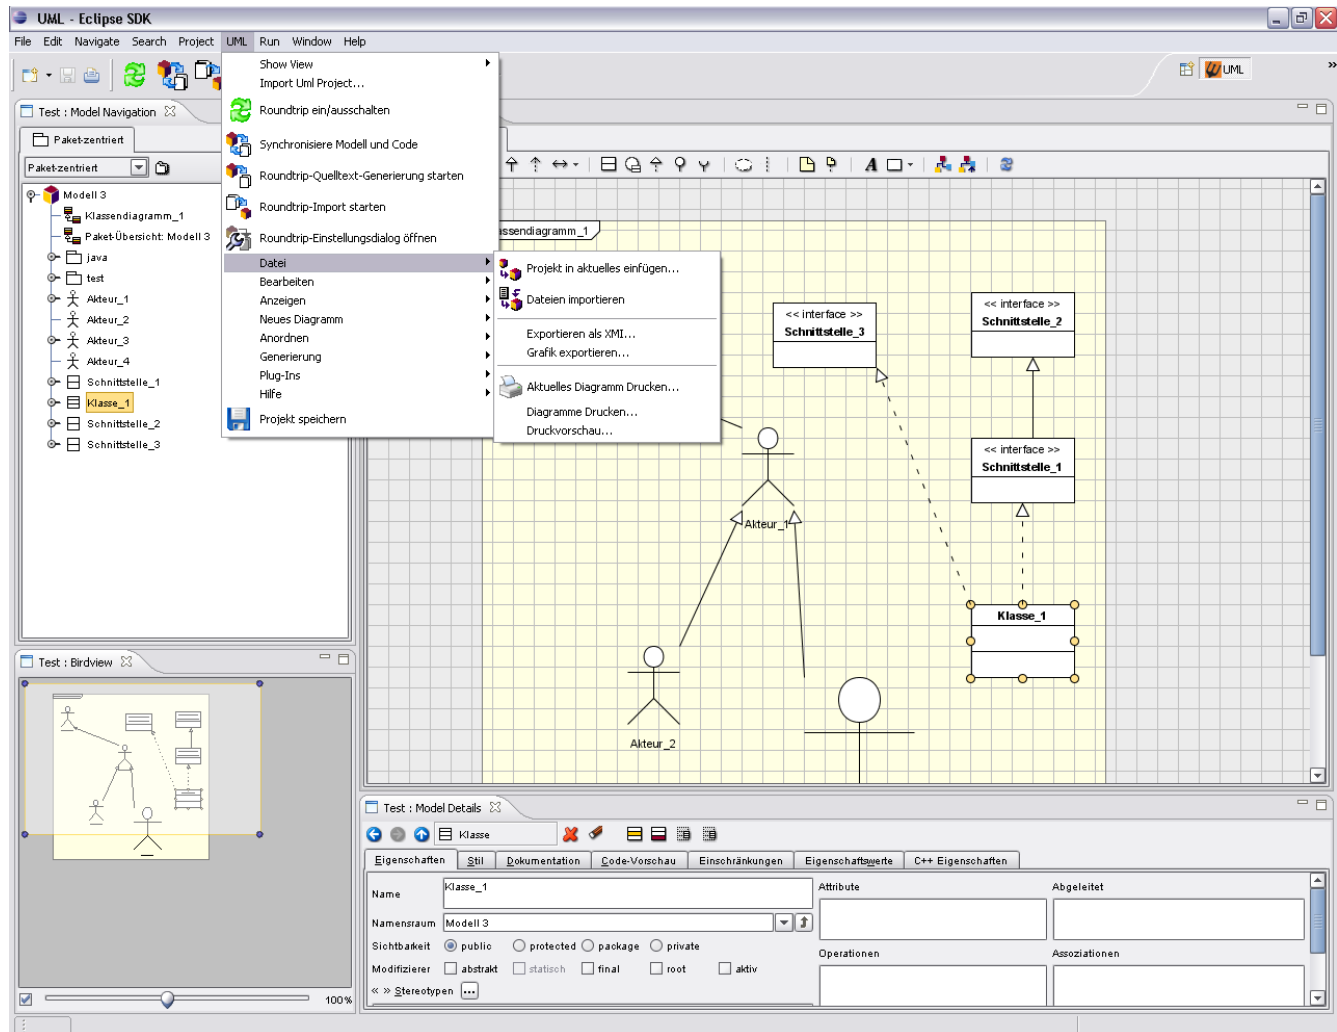 UML - Eclipse SDK
File Edit Navigate Search Project UML Run Window Help
UML
Test : Model Navigation
Paket-zentriert
Paket-zentriert
Modell 3
Klassendiagramm_1
Paket-Übersicht: Modell 3
java
test
Akteur_1
Akteur_2
Akteur_3
Akteur_4
Schnittstelle_1
Klasse_1
Schnittstelle_2
Schnittstelle_3
Show View
Import Uml Project...
Roundtrip ein/ausschalten
Synchronisiere Modell und Code
Roundtrip-Quelltext-Generierung starten
Roundtrip-Import starten
Roundtrip-Einstellungsdialog öffnen
Datei
Bearbeiten
Anzeigen
Neues Diagramm
Anordnen
Generierung
Plug-Ins
Hilfe
Projekt speichern
Projekt in aktuelles einfügen...
Dateien importieren
Exportieren als XMI...
Grafik exportieren...
Aktuelles Diagramm Drucken...
Diagramme Drucken...
Druckvorschau...
A
assendiagramm_1
<< interface >>
Schnittstelle_3
<< interface >>
Schnittstelle_2
<< interface >>
Schnittstelle_1
Akteur_1
Klasse_1
Akteur_2
Test : Birdview
100%
Test : Model Details
Klasse
Eigenschaften Stil Dokumentation Code-Vorschau Einschränkungen Eigenschaftswerte C++ Eigenschaften
Name Klasse_1
Namensraum Modell 3
Sichtbarkeit public protected package private
Modifizierer abstrakt statisch final root aktiv
« » Stereotypen ...
Attribute
Abgeleitet
Operationen
Assoziationen